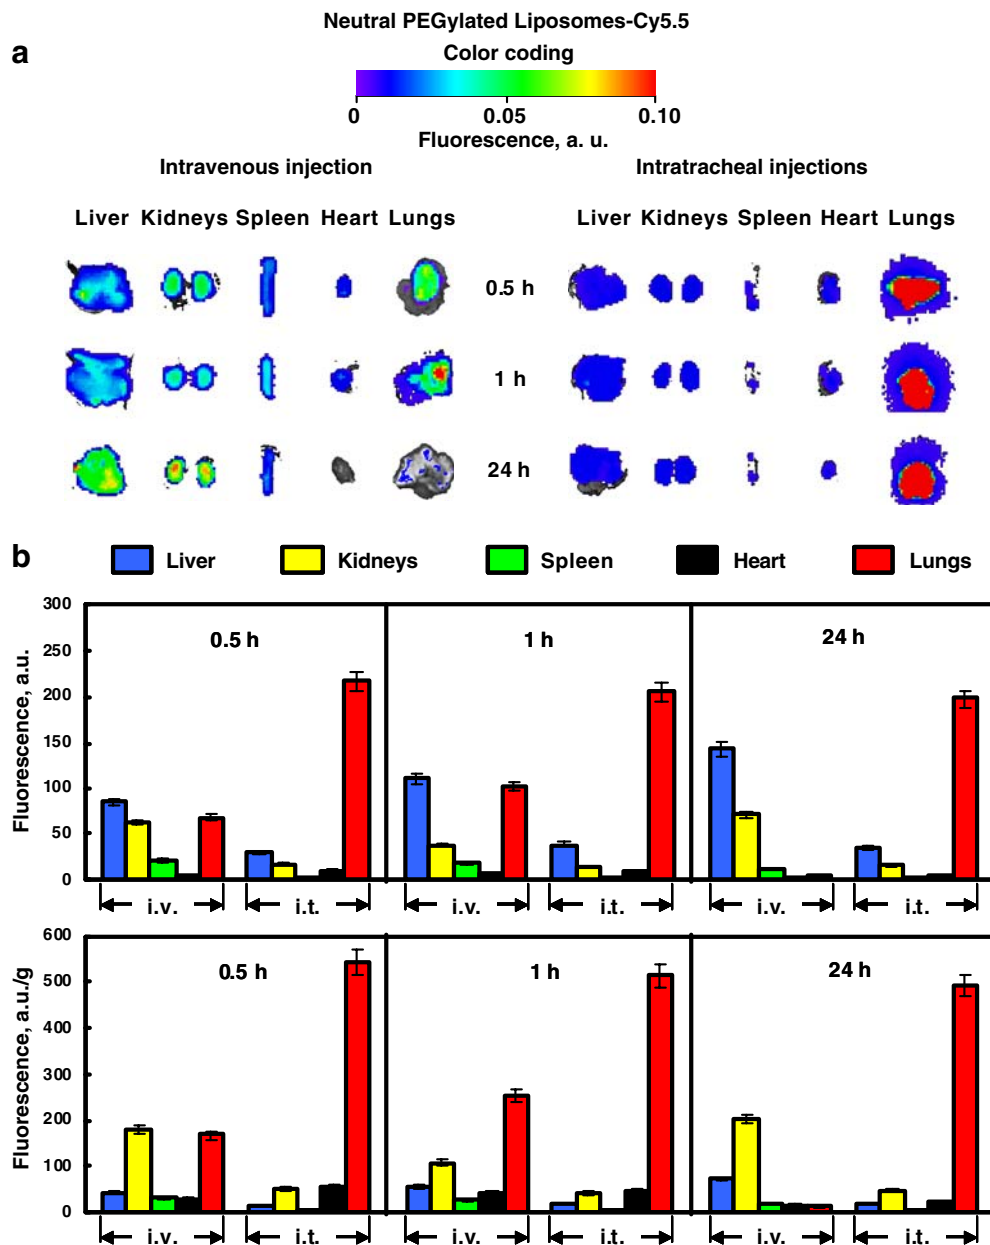 Neutral PEGylated Liposomes-Cy5.5
a
Color coding
0 0.05 0.10
Fluorescence, a. u.
Intravenous injection Intratracheal injections
Liver Kidneys Spleen Heart Lungs Liver Kidneys Spleen Heart Lungs
0.5 h
1 h
24 h
b
Liver Kidneys Spleen Heart Lungs
300
250
200
150
100
50
0
Fluorescence, a.u.
0.5 h 1 h 24 h
i.v. i.t. i.v. i.t. i.v. i.t.
600
500
400
300
200
100
0
Fluorescence, a.u./g
0.5 h 1 h 24 h
i.v. i.t. i.v. i.t. i.v. i.t.